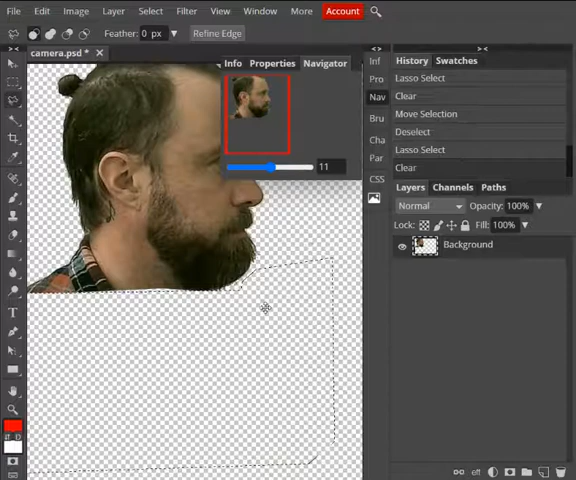 File Edit Image Layer Select Filter View Window More Account
Feather: 0 px Refine Edge
camera.psd *
Info Properties Navigator
11
Inf
Pro
Nav
Bru
Cha
Par
CSS
History Swatches
Lasso Select
Clear
Move Selection
Deselect
Lasso Select
Clear
Layers Channels Paths
Normal Opacity: 100%
Lock: Fill: 100%
Background
eff
D